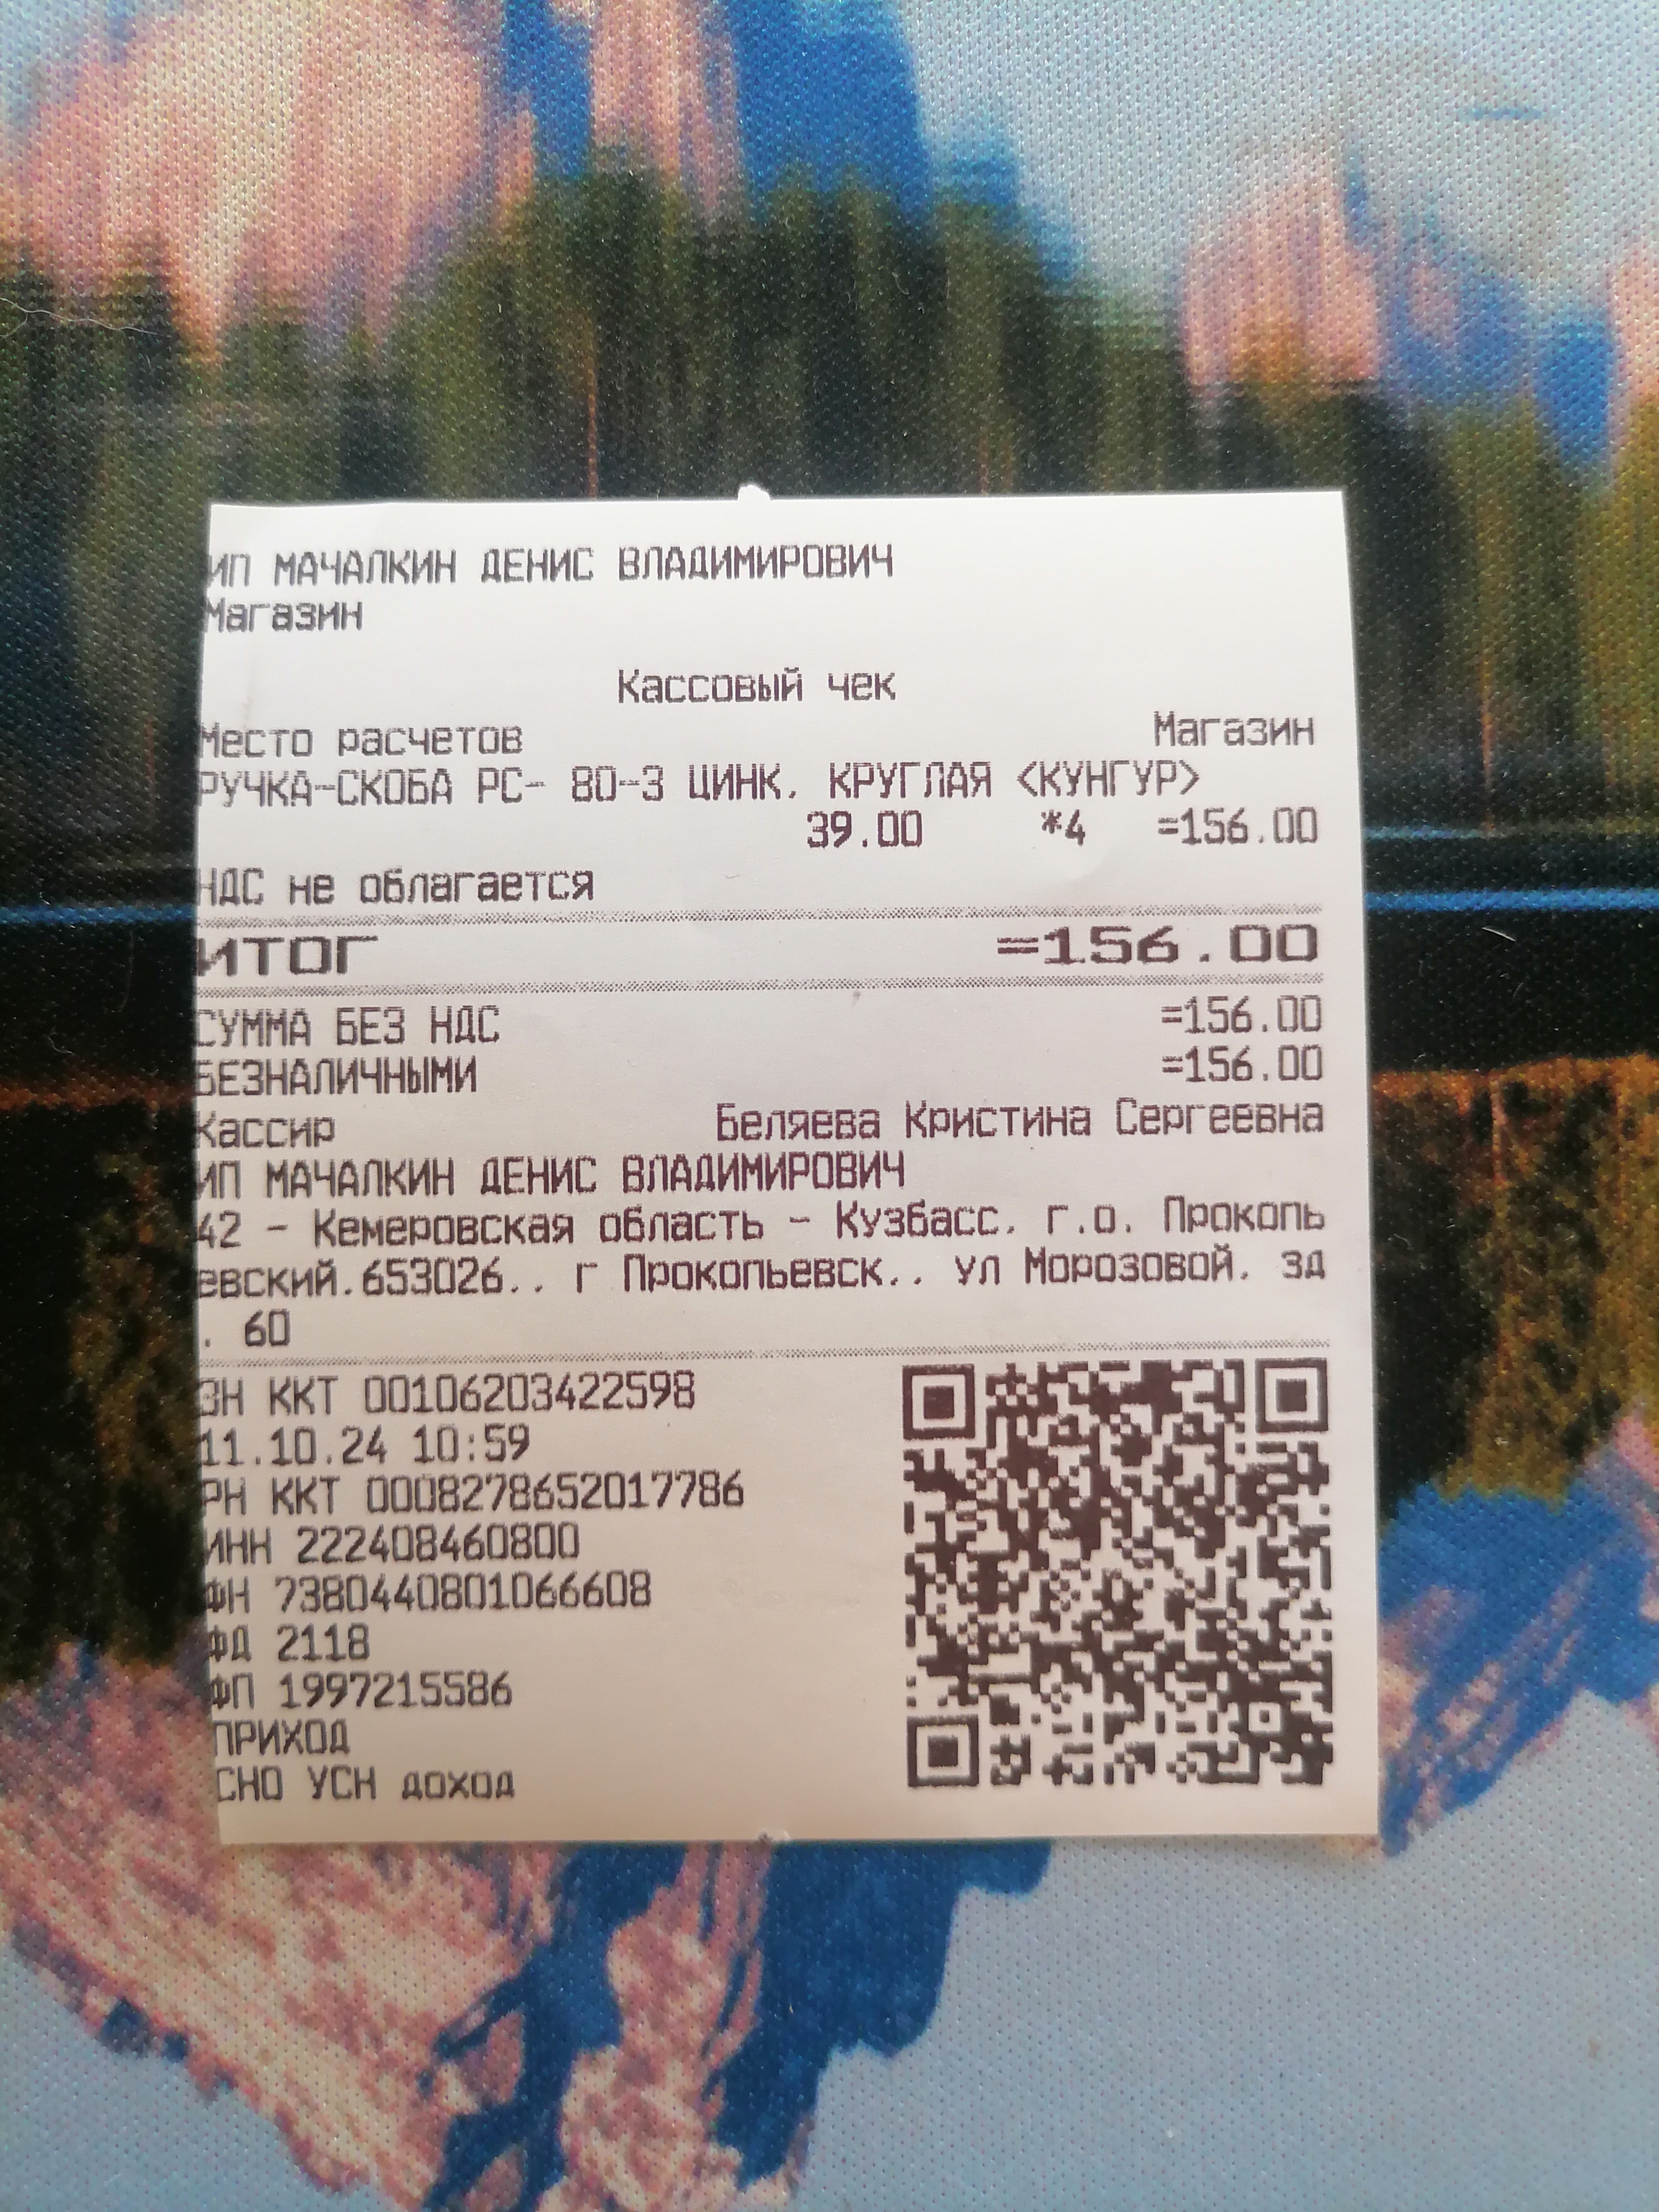 ИП МАЧАЛКИН ДЕНИС ВЛАДИМИРОВИЧ
Магазин
Кассовый чек
Место расчетов Магазин
РУЧКА-СКОБА РС- 80-3 ЦИНК. КРУГЛАЯ <КУНГУР>
39.00 *4 =156.00
НДС не облагается
ИТОГ =156.00
СУММА БЕЗ НДС =156.00
БЕЗНАЛИЧНЫМИ =156.00
Кассир Беляева Кристина Сергеевна
ИП МАЧАЛКИН ДЕНИС ВЛАДИМИРОВИЧ
42 - Кемеровская область - Кузбасс, г.о. Прокопь
евский,653026,, г Прокопьевск,, ул Морозовой, зд
. 60
ЗН ККТ 00106203422598
11.10.24 10:59
РН ККТ 0008278652017786
ИНН 222408460800
ФН 7380440801066608
ФД 2118
ФП 1997215586
ПРИХОД
СНО УСН доход